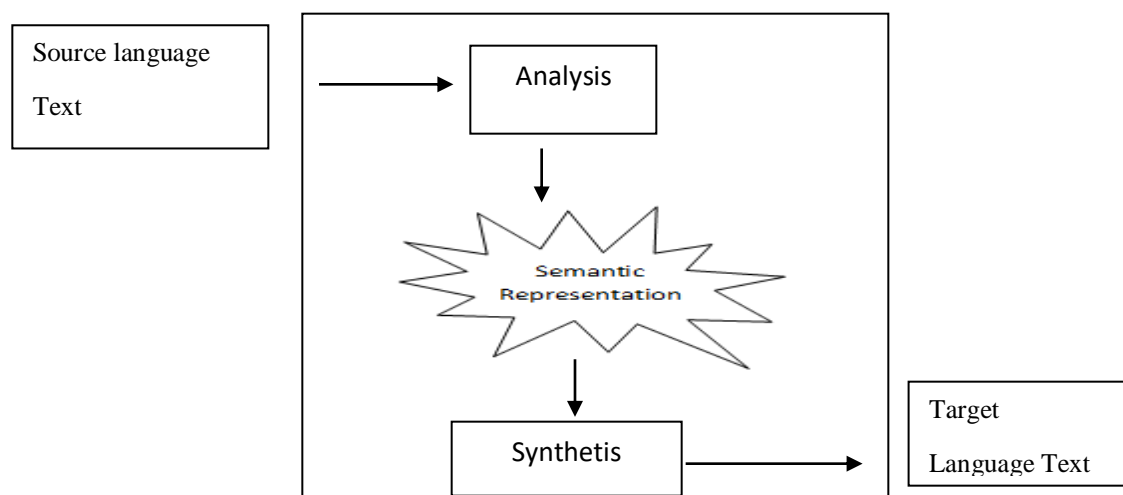 Source language
Text
Analysis
Semantic
Representation
Synthetis
Target
Language Text